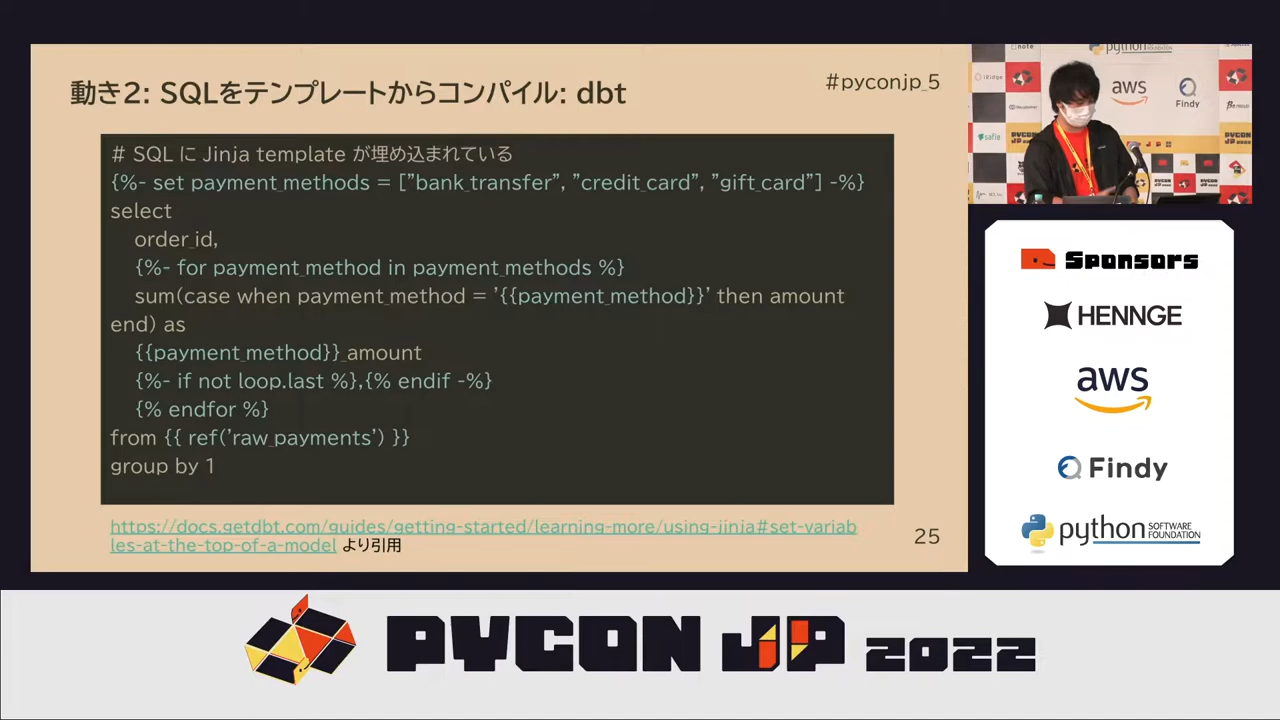 動き2: SQLをテンプレートからコンパイル: dbt
#pyconjp_5
# SQL に Jinja template が埋め込まれている
{%- set payment_methods = ["bank_transfer", "credit_card", "gift_card"] -%}
select
order_id,
{%- for payment_method in payment_methods %}
sum(case when payment_method = '{{payment_method}}' then amount
end) as
{{payment_method}}_amount
{%- if not loop.last %},{% endif -%}
{% endfor %}
from {{ ref('raw_payments') }}
group by 1
https://docs.getdbt.com/guides/getting-started/learning-more/using-jinja#set-variab
les-at-the-top-of-a-model より引用
25
note
python
FOUNDATION
aws
Findy
Sponsors
HENNGE
aws
Findy
python SOFTWARE
FOUNDATION
PYCON JP 2022